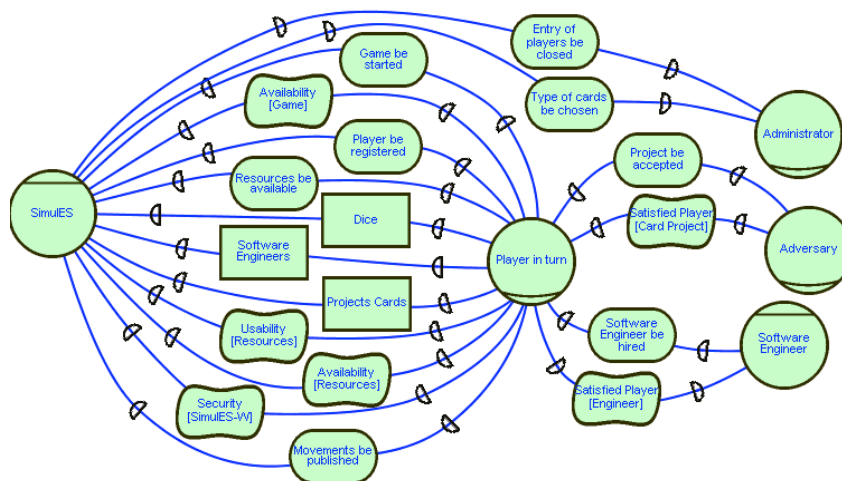 Entry of
players be
closed
Game be
started
Availability
[Game]
Type of cards
be chosen
Administrator
Player be
registered
Project be
accepted
Resources be
available
SimulES
Dice
Satisfied Player
[Card Project]
Adversary
Software
Engineers
Player in turn
Projects Cards
Usability
[Resources]
Software
Engineer be
hired
Software
Engineer
Availability
[Resources]
Satisfied Player
[Engineer]
Security
[SimulES-W]
Movements be
published